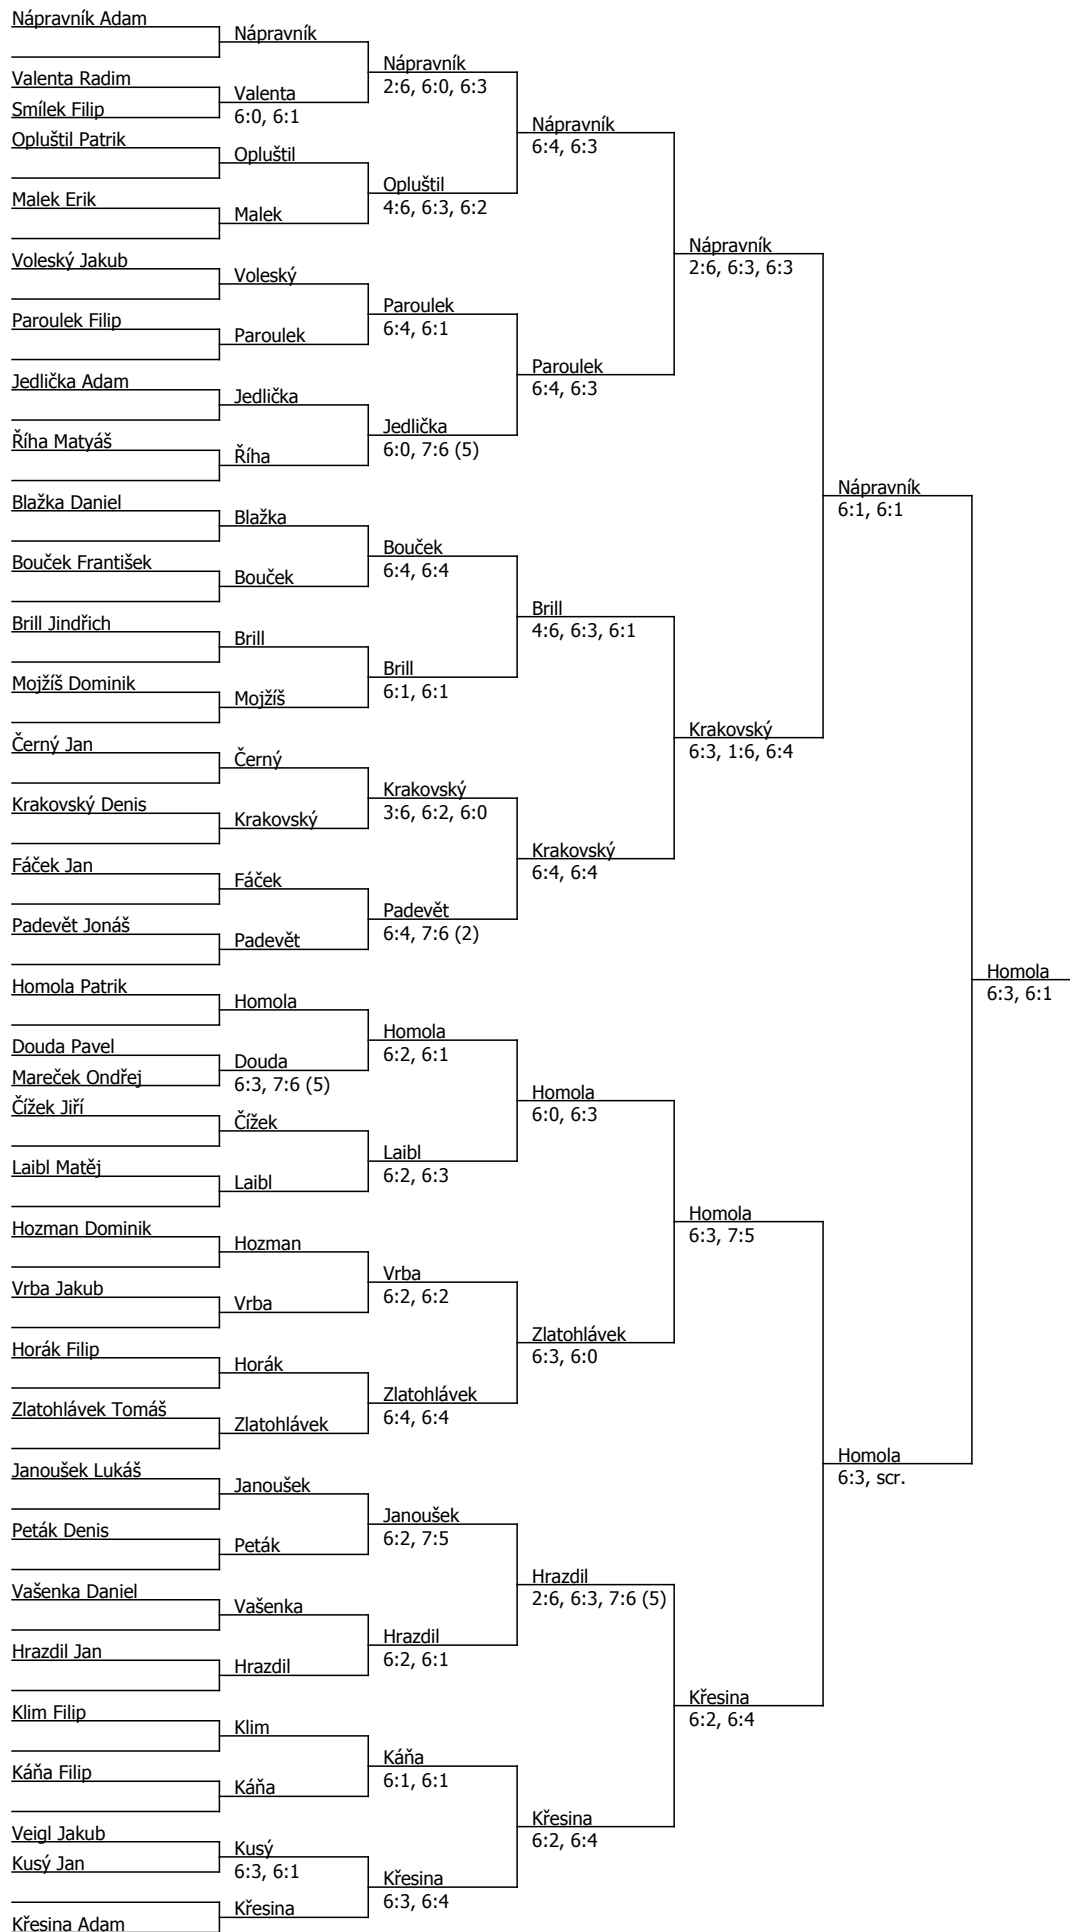 Nápravník Adam
Valenta Radim
Smílek Filip
Opluštil Patrik
Malek Erik
Voleský Jakub
Paroulek Filip
Jedlička Adam
Říha Matyáš
Blažka Daniel
Bouček František
Brill Jindřich
Mojžíš Dominik
Černý Jan
Krakovský Denis
Fáček Jan
Padevět Jonáš
Homola Patrik
Douda Pavel
Mareček Ondřej
Čížek Jiří
Laibl Matěj
Hozman Dominik
Vrba Jakub
Horák Filip
Zlatohlávek Tomáš
Janoušek Lukáš
Peták Denis
Vašenka Daniel
Hrazdil Jan
Klim Filip
Káňa Filip
Veigl Jakub
Kusý Jan
Křesina Adam
Nápravník
Valenta
6:0, 6:1
Opluštil
Malek
Voleský
Paroulek
Jedlička
Říha
Blažka
Bouček
Brill
Mojžíš
Černý
Krakovský
Fáček
Padevět
Homola
Douda
6:3, 7:6 (5)
Čížek
Laibl
Hozman
Vrba
Horák
Zlatohlávek
Janoušek
Peták
Vašenka
Hrazdil
Klim
Káňa
Kusý
6:3, 6:1
Křesina
Nápravník
2:6, 6:0, 6:3
Opluštil
4:6, 6:3, 6:2
Paroulek
6:4, 6:1
Jedlička
6:0, 7:6 (5)
Bouček
6:4, 6:4
Brill
6:1, 6:1
Krakovský
3:6, 6:2, 6:0
Padevět
6:4, 7:6 (2)
Homola
6:2, 6:1
Laibl
6:2, 6:3
Vrba
6:2, 6:2
Zlatohlávek
6:4, 6:4
Janoušek
6:2, 7:5
Hrazdil
6:2, 6:1
Káňa
6:1, 6:1
Křesina
6:3, 6:4
Nápravník
6:4, 6:3
Paroulek
6:4, 6:3
Brill
4:6, 6:3, 6:1
Krakovský
6:4, 6:4
Homola
6:0, 6:3
Zlatohlávek
6:3, 6:0
Hrazdil
2:6, 6:3, 7:6 (5)
Křesina
6:2, 6:4
Nápravník
2:6, 6:3, 6:3
Krakovský
6:3, 1:6, 6:4
Homola
6:3, 7:5
Křesina
6:2, 6:4
Nápravník
6:1, 6:1
Homola
6:3, scr.
Homola
6:3, 6:1